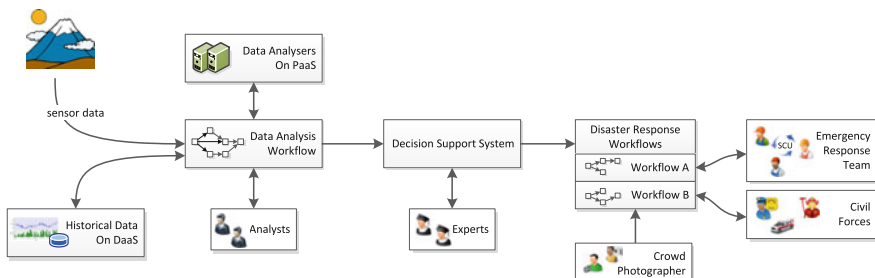 sensor data
Data Analysers
On PaaS
Data Analysis
Workflow
Historical Data
On DaaS
Analysts
Decision Support System
Experts
Disaster Response
Workflows
Workflow A
Workflow B
Crowd
Photographer
SCU
Emergency
Response
Team
Civil
Forces